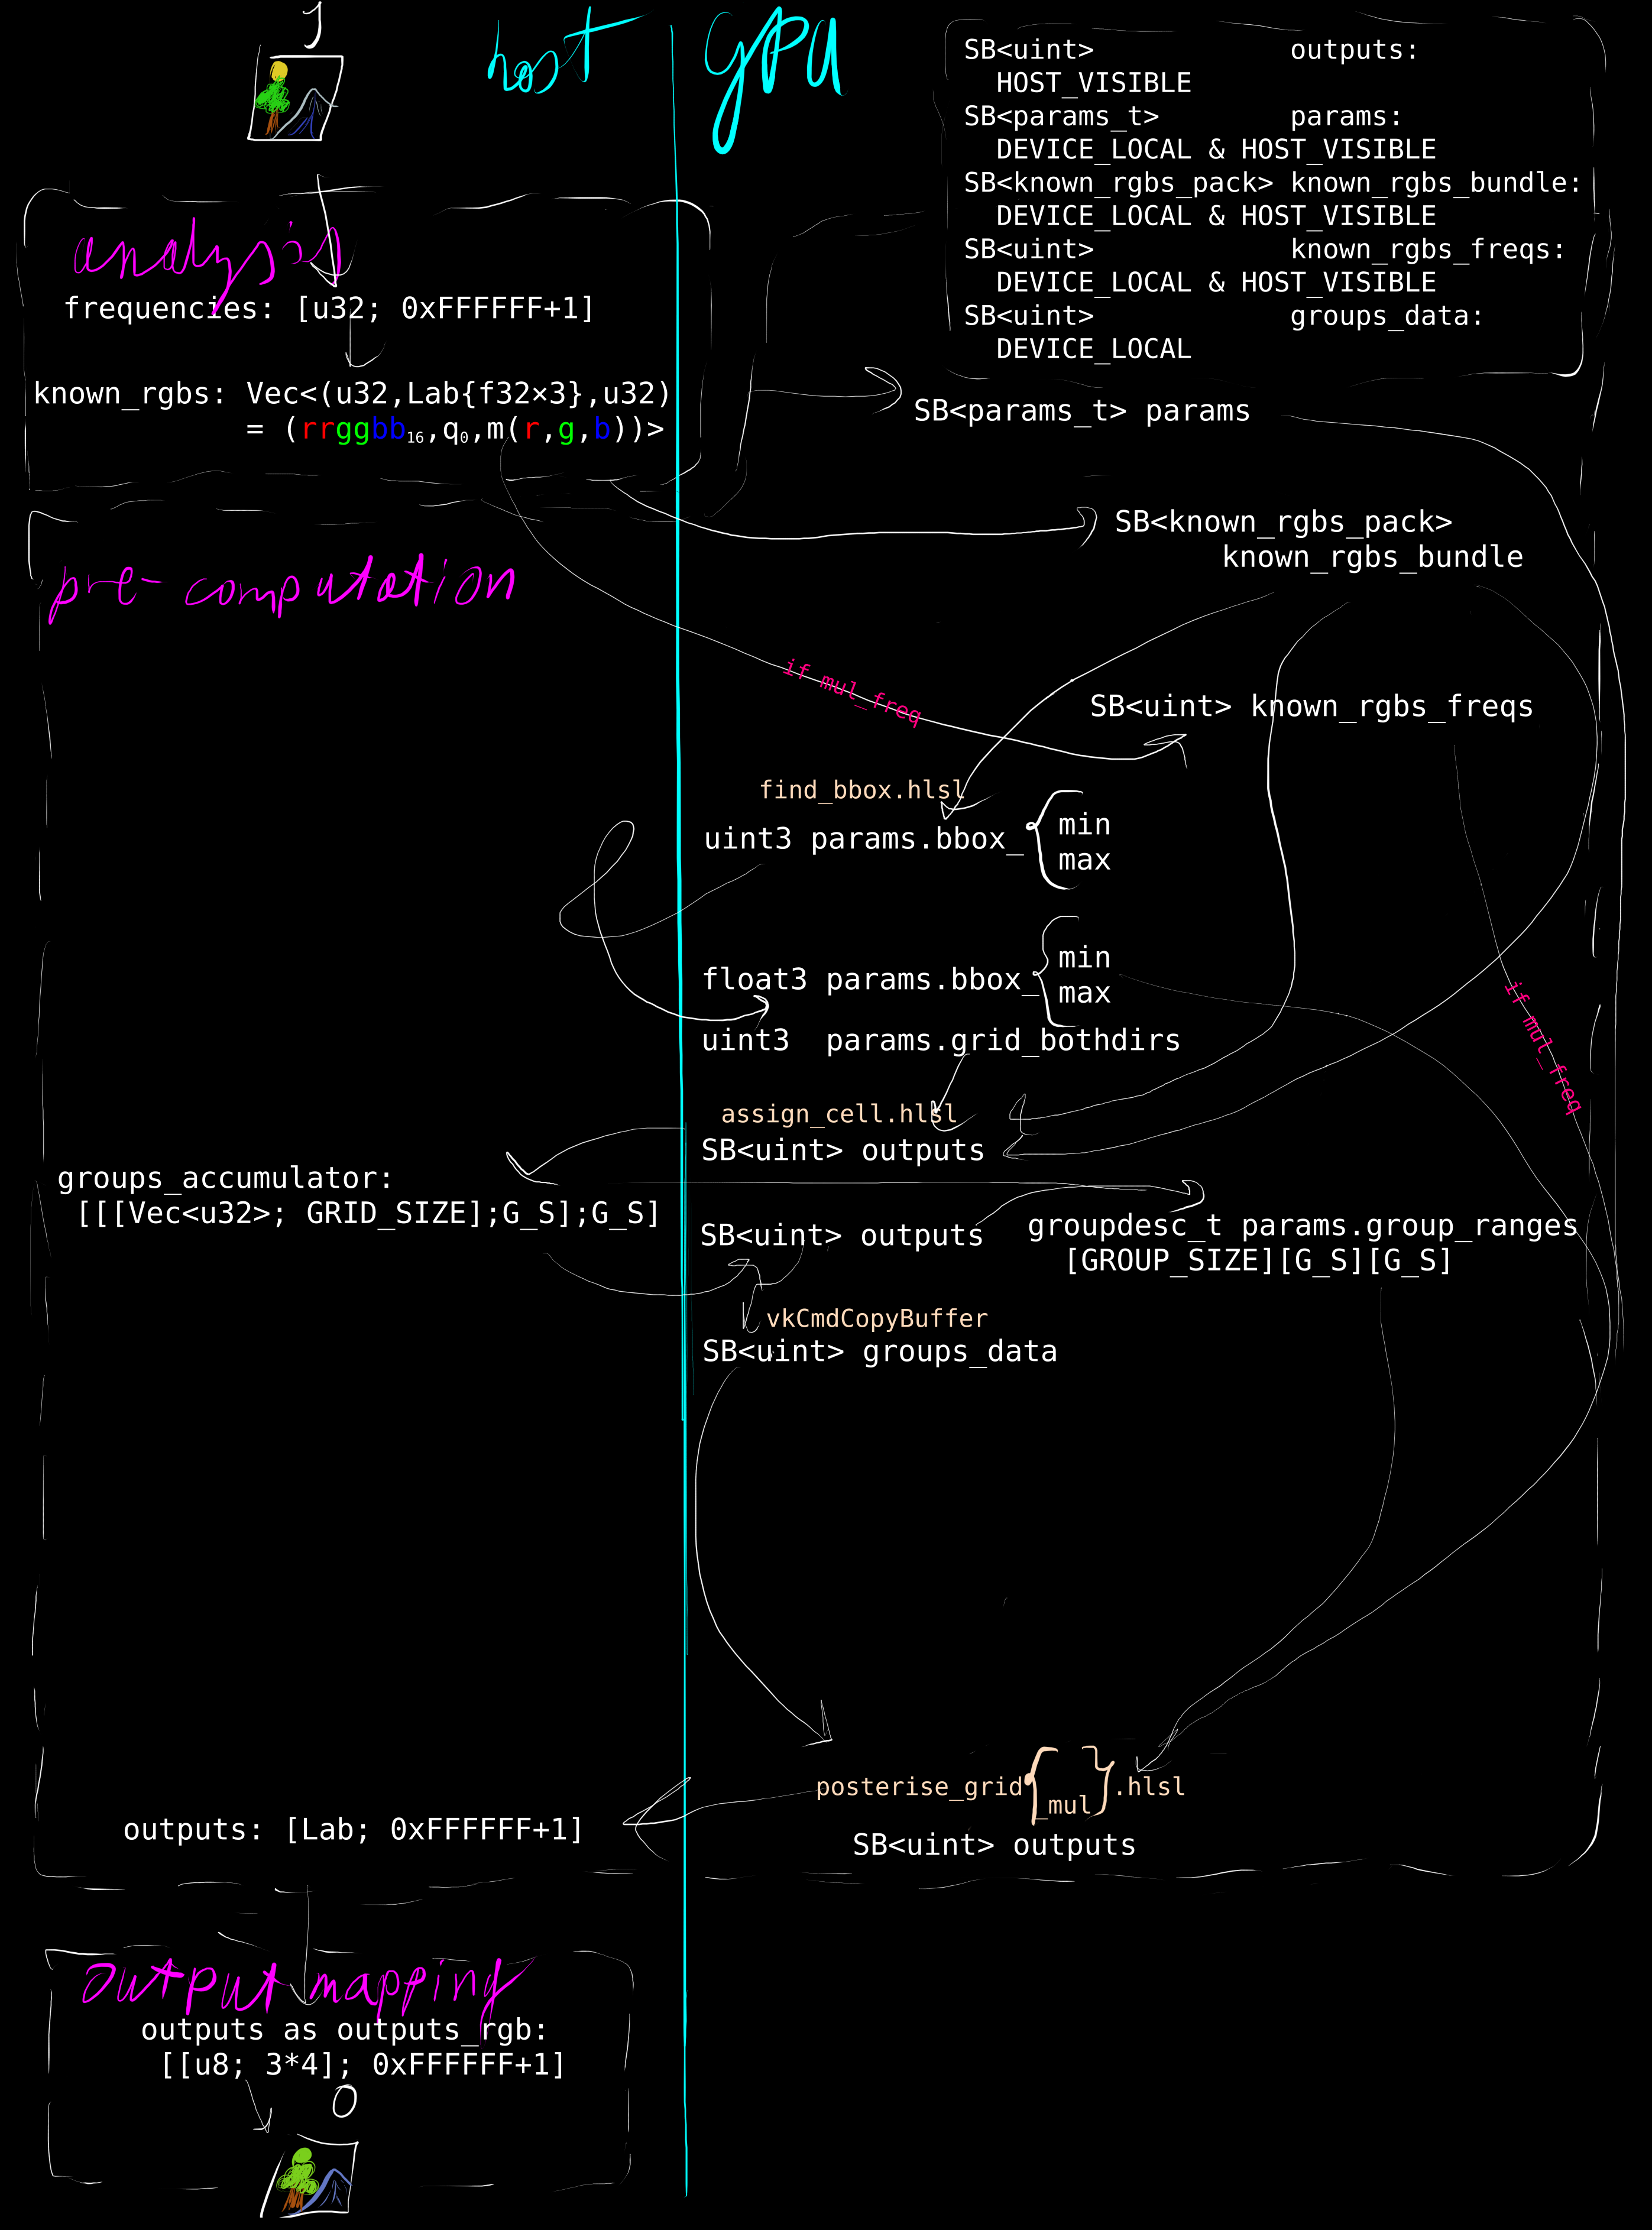 I
host
gpu
SB<uint> outputs:
HOST_VISIBLE
SB<params_t> params:
DEVICE_LOCAL & HOST_VISIBLE
SB<known_rgbs_pack> known_rgbs_bundle:
DEVICE_LOCAL & HOST_VISIBLE
SB<uint> known_rgbs_freqs:
DEVICE_LOCAL & HOST_VISIBLE
SB<uint> groups_data:
DEVICE_LOCAL
analysis
frequencies: [u32; 0xFFFFFF+1]
known_rgbs: Vec<(u32,Lab{f32×3},u32)
= (rrggbb₁₆,q₀,m(r,g,b))>
SB<params_t> params
SB<known_rgbs_pack>
known_rgbs_bundle
pre-computation
if mul_freq
SB<uint> known_rgbs_freqs
find_bbox.hlsl
uint3 params.bbox_{ min
max
float3 params.bbox_{ min
max
uint3 params.grid_bothdirs
if mul_freq
assign_cell.hlsl
SB<uint> outputs
groups_accumulator:
[[[Vec<u32>; GRID_SIZE];G_S];G_S]
SB<uint> outputs
groupdesc_t params.group_ranges
[GROUP_SIZE][G_S][G_S]
vkCmdCopyBuffer
SB<uint> groups_data
posterise_grid{_mul}.hlsl
SB<uint> outputs
outputs: [Lab; 0xFFFFFF+1]
output mapping
outputs as outputs_rgb:
[[u8; 3*4]; 0xFFFFFF+1]
O